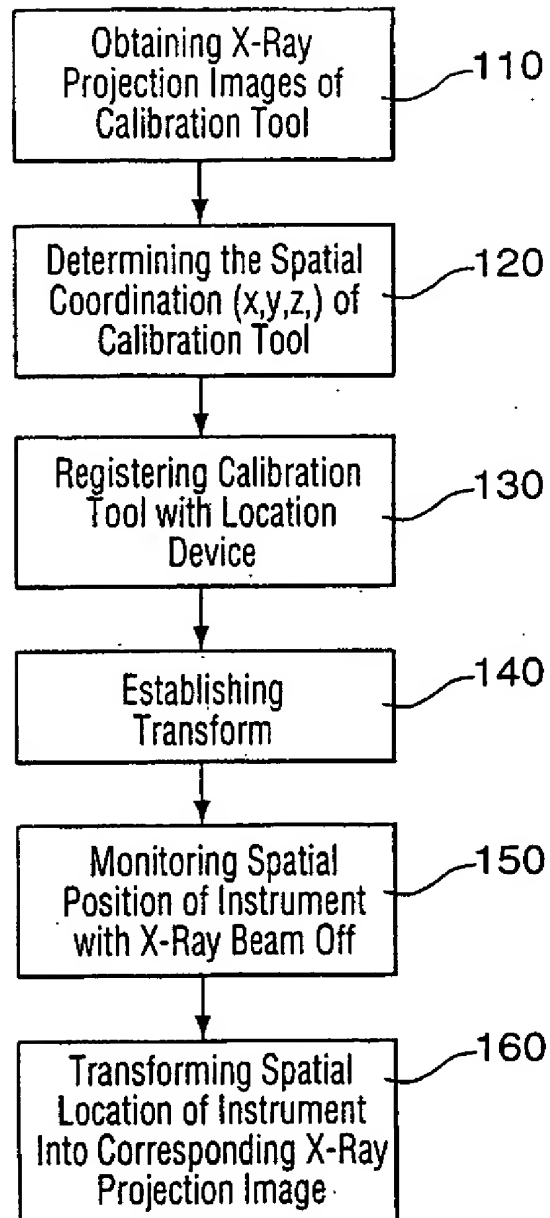 Obtaining X-Ray
Projection Images of
Calibration Tool
110
Determining the Spatial
Coordination (x,y,z,) of
Calibration Tool
120
Registering Calibration
Tool with Location
Device
130
Establishing
Transform
140
Monitoring Spatial
Position of Instrument
with X-Ray Beam Off
150
Transforming Spatial
Location of Instrument
Into Corresponding X-Ray
Projection Image
160